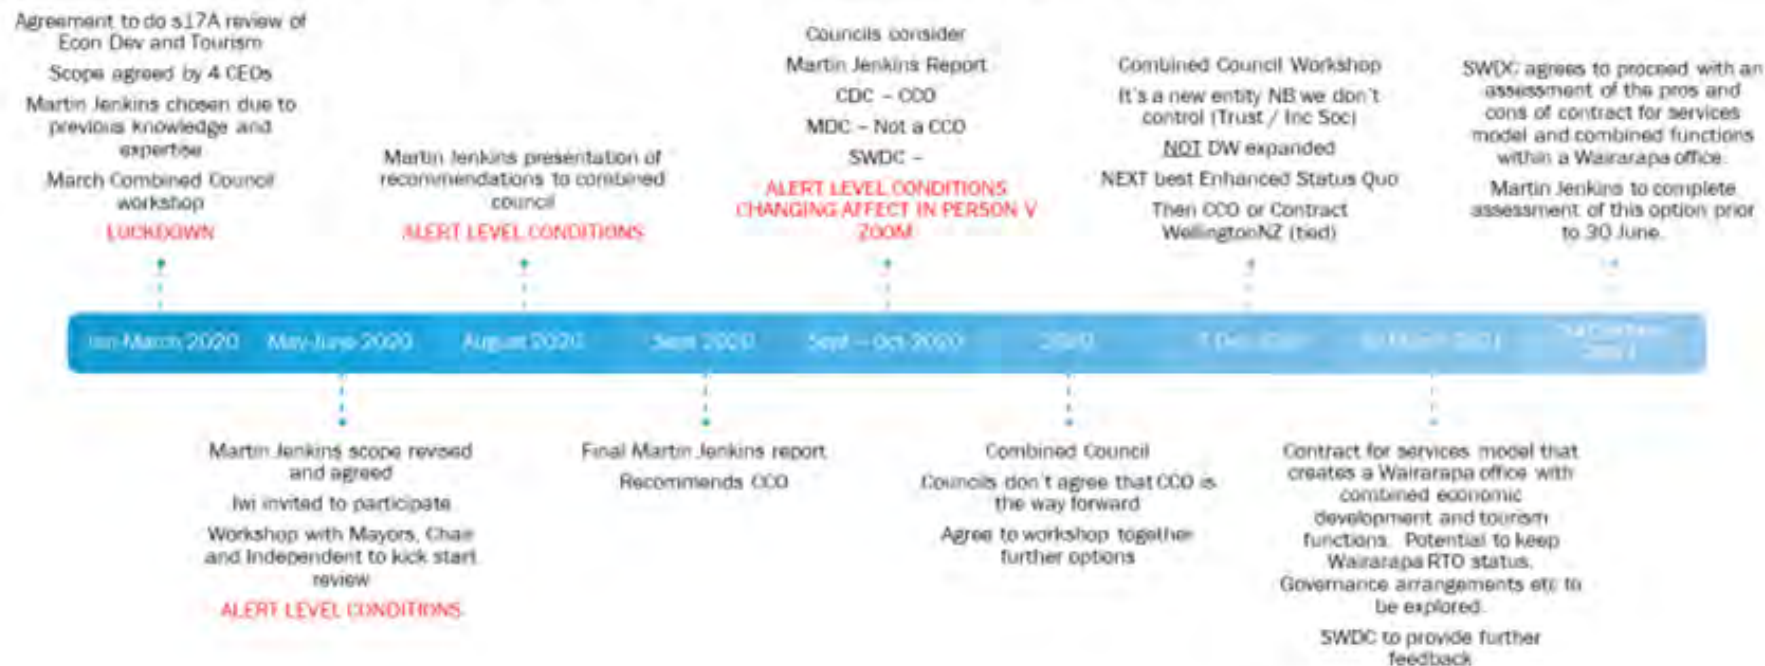 Agreement to do s17A review of
Econ Dev and Tourism
Scope agreed by 4 CEOs
Martin Jenkins chosen due to
previous knowledge and
expertise
March Combined Council
workshop
LOCKDOWN
Martin Jenkins presentation of
recommendations to combined
council
ALERT LEVEL CONDITIONS
Councils consider
Martin Jenkins Report
CDC – CCO
MDC – Not a CCO
SWDC –
ALERT LEVEL CONDITIONS
CHANGING AFFECT IN PERSON V
ZOOM
Combined Council Workshop
It's a new entity NB we don't
control (Trust / Inc Soc)
NOT DW expanded
NEXT best Enhanced Status Quo
Then CCO or Contract
WellingtonNZ (tied)
SWDC agrees to proceed with an
assessment of the pros and
cons of contract for services
model and combined functions
within a Wairarapa office.
Martin Jenkins to complete
assessment of this option prior
to 30 June.
Jan-March 2020
May-June 2020
August 2020
Sept 2020
Sept – Oct 2020
2020
March 2021
Martin Jenkins scope revised
and agreed
Iwi invited to participate
Workshop with Mayors, Chair
and Independent to kick start
review
ALERT LEVEL CONDITIONS
Final Martin Jenkins report
Recommends CCO
Combined Council
Councils don't agree that CCO is
the way forward
Agree to workshop together
further options
Contract for services model that
creates a Wairarapa office with
combined economic
development and tourism
functions. Potential to keep
Wairarapa RTO status.
Governance arrangements etc to
be explored.
SWDC to provide further
feedback